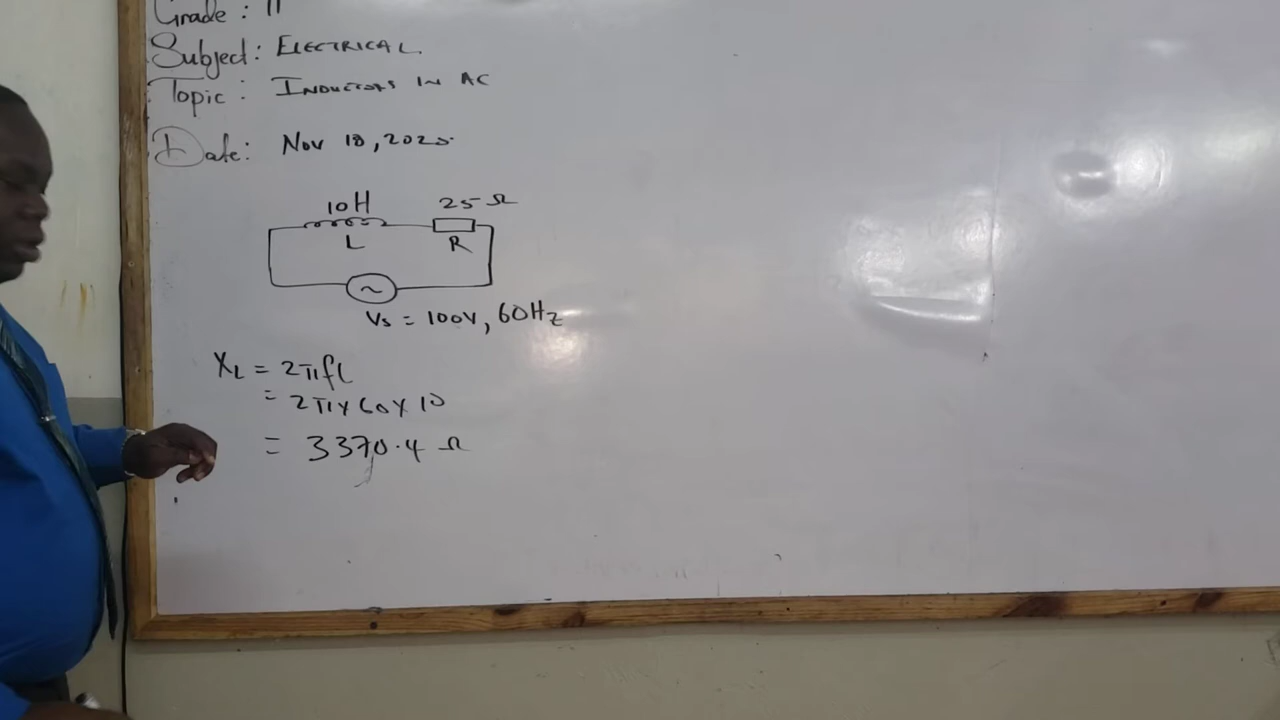 Grade: 11
Subject: ELECTRICAL
Topic: INDUCTORS IN AC
Date: Nov 18, 2025
10H 25 Ω
L R
~
Vs = 100V, 60Hz
XL = 2πfL
= 2π x 60 x 10
= 3370.4 Ω